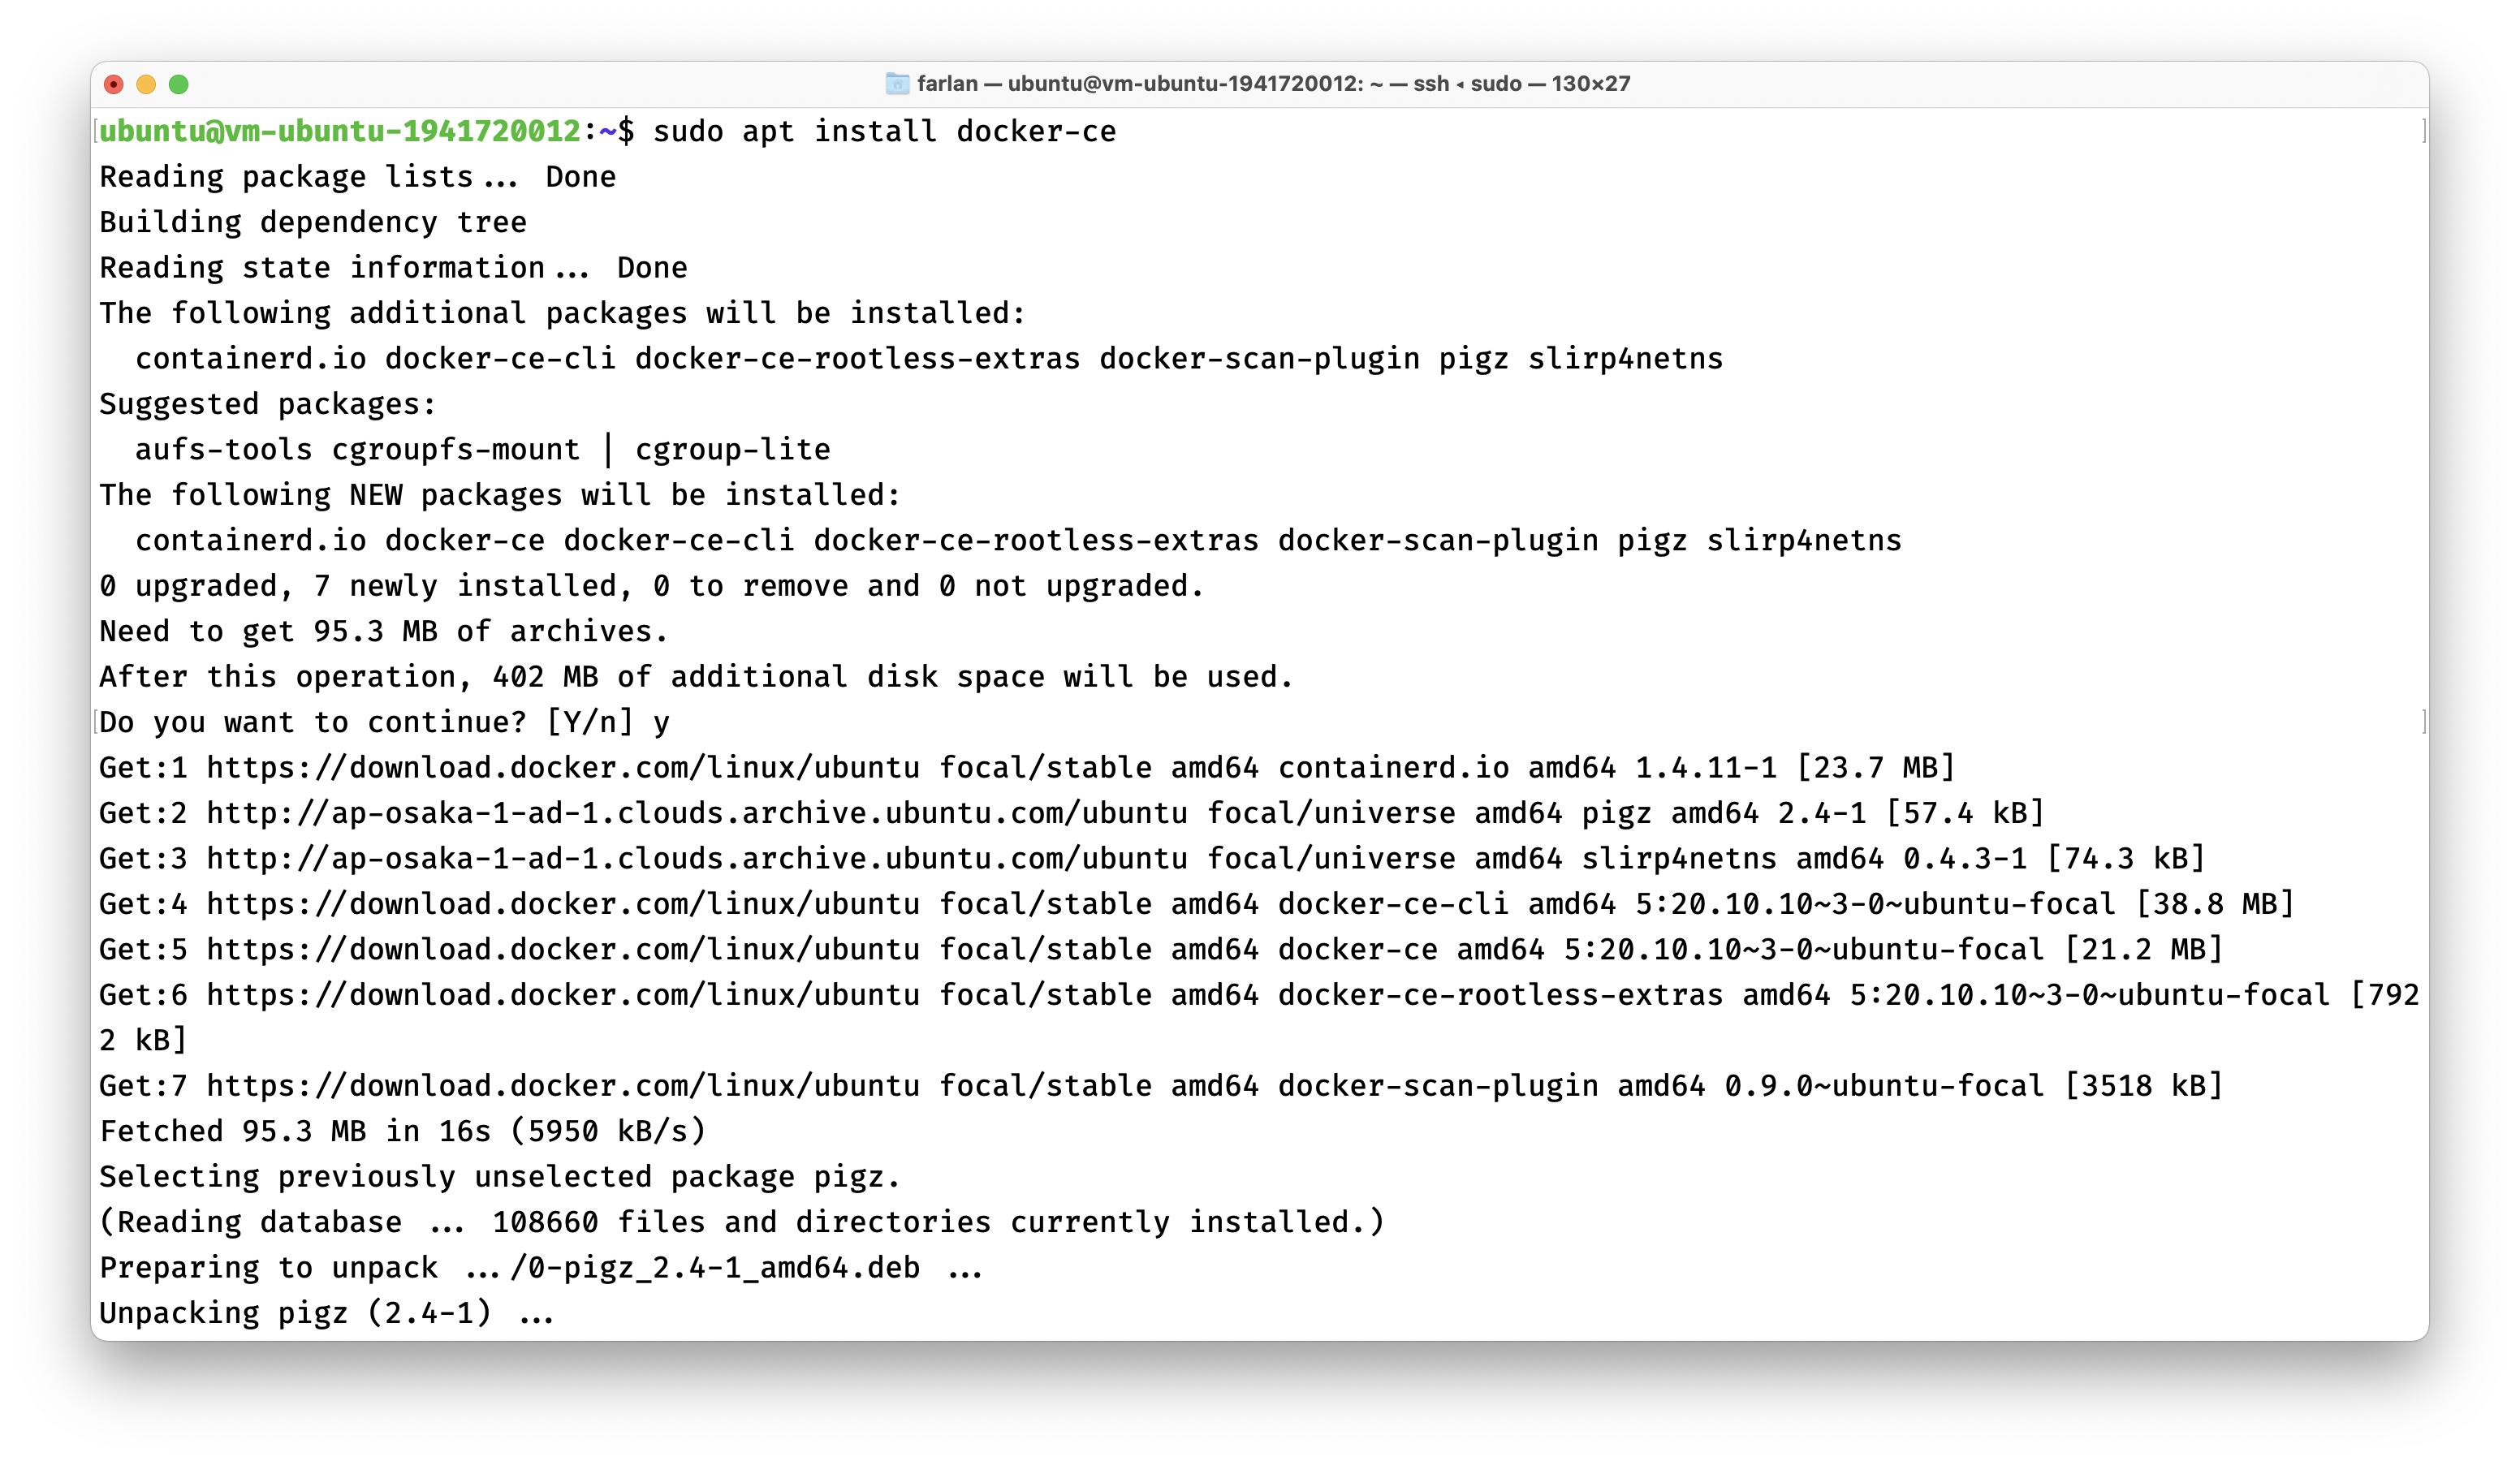 farlan — ubuntu@vm-ubuntu-1941720012: ~ — ssh ◂ sudo — 130×27
[ubuntu@vm-ubuntu-1941720012:~$ sudo apt install docker-ce ]
Reading package lists... Done
Building dependency tree
Reading state information... Done
The following additional packages will be installed:
  containerd.io docker-ce-cli docker-ce-rootless-extras docker-scan-plugin pigz slirp4netns
Suggested packages:
  aufs-tools cgroupfs-mount | cgroup-lite
The following NEW packages will be installed:
  containerd.io docker-ce docker-ce-cli docker-ce-rootless-extras docker-scan-plugin pigz slirp4netns
0 upgraded, 7 newly installed, 0 to remove and 0 not upgraded.
Need to get 95.3 MB of archives.
After this operation, 402 MB of additional disk space will be used.
[Do you want to continue? [Y/n] y ]
Get:1 https://download.docker.com/linux/ubuntu focal/stable amd64 containerd.io amd64 1.4.11-1 [23.7 MB]
Get:2 http://ap-osaka-1-ad-1.clouds.archive.ubuntu.com/ubuntu focal/universe amd64 pigz amd64 2.4-1 [57.4 kB]
Get:3 http://ap-osaka-1-ad-1.clouds.archive.ubuntu.com/ubuntu focal/universe amd64 slirp4netns amd64 0.4.3-1 [74.3 kB]
Get:4 https://download.docker.com/linux/ubuntu focal/stable amd64 docker-ce-cli amd64 5:20.10.10~3-0~ubuntu-focal [38.8 MB]
Get:5 https://download.docker.com/linux/ubuntu focal/stable amd64 docker-ce amd64 5:20.10.10~3-0~ubuntu-focal [21.2 MB]
Get:6 https://download.docker.com/linux/ubuntu focal/stable amd64 docker-ce-rootless-extras amd64 5:20.10.10~3-0~ubuntu-focal [792
2 kB]
Get:7 https://download.docker.com/linux/ubuntu focal/stable amd64 docker-scan-plugin amd64 0.9.0~ubuntu-focal [3518 kB]
Fetched 95.3 MB in 16s (5950 kB/s)
Selecting previously unselected package pigz.
(Reading database ... 108660 files and directories currently installed.)
Preparing to unpack .../0-pigz_2.4-1_amd64.deb ...
Unpacking pigz (2.4-1) ...